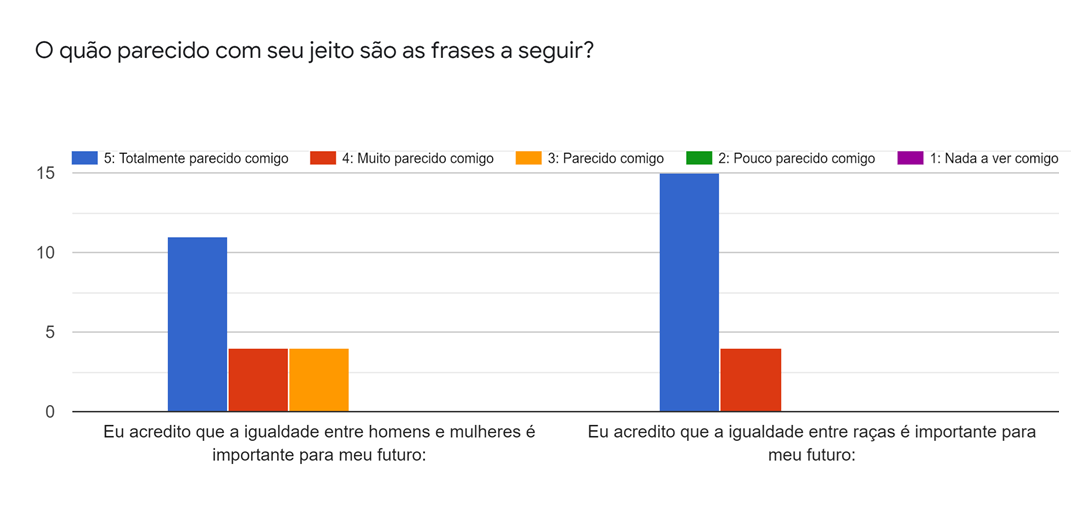 O quão parecido com seu jeito são as frases a seguir?
5: Totalmente parecido comigo 4: Muito parecido comigo 3: Parecido comigo 2: Pouco parecido comigo 1: Nada a ver comigo
15
10
5
0
Eu acredito que a igualdade entre homens e mulheres é
importante para meu futuro:
Eu acredito que a igualdade entre raças é importante para
meu futuro: